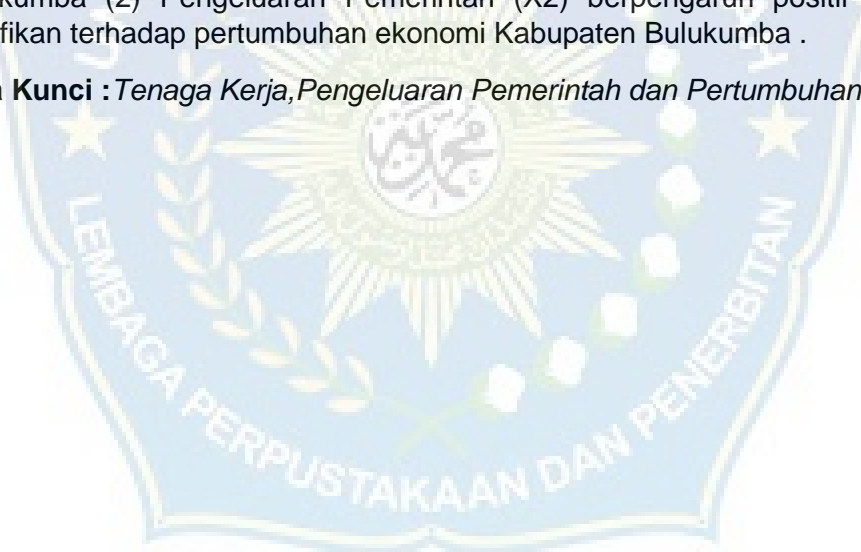 kumba (2) Pengeluaran Pemerintah (X2) berpengaruh positif
fikan terhadap pertumbuhan ekonomi Kabupaten Bulukumba .
Kunci : Tenaga Kerja,Pengeluaran Pemerintah dan Pertumbuhan
LEMBAGA PERPUSTAKAAN DAN PENERBITAN